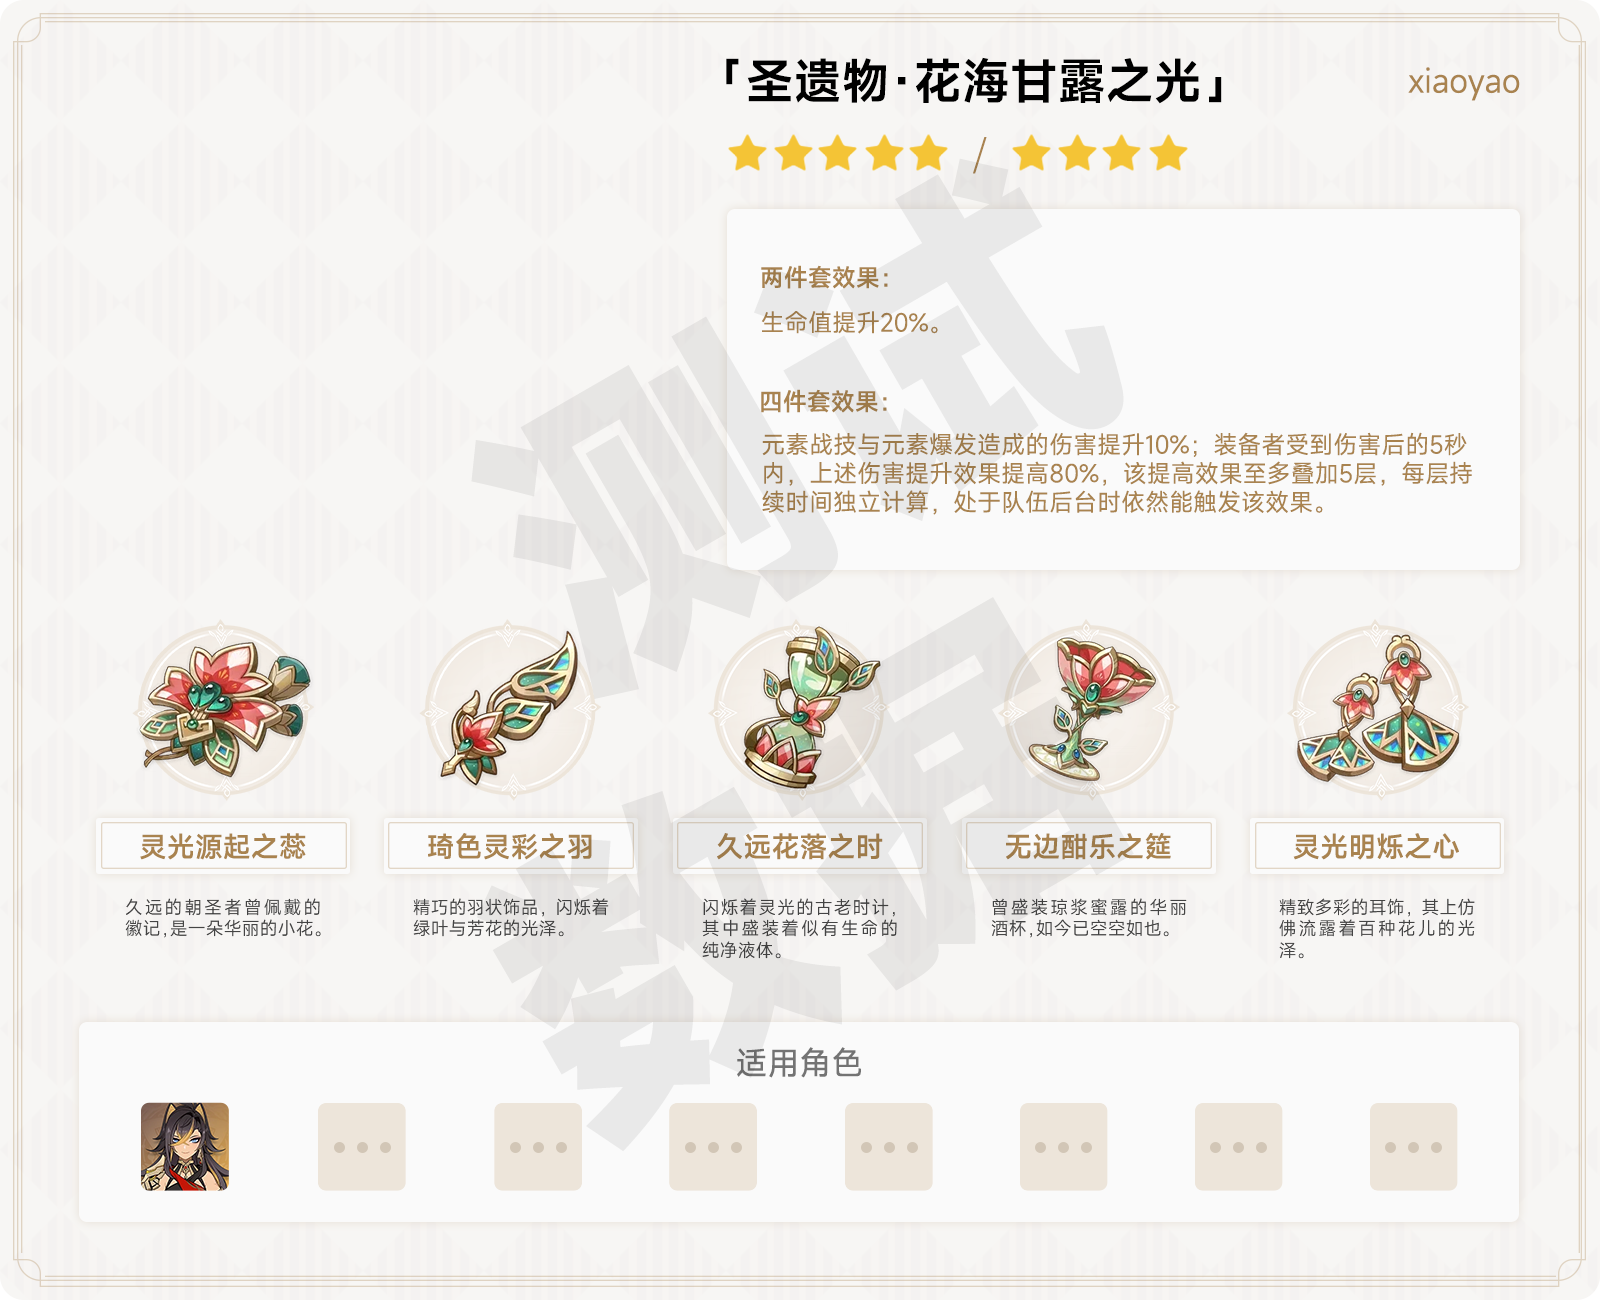 「圣遗物·花海甘露之光」
xiaoyao
/
两件套效果：
生命值提升20%。
四件套效果：
元素战技与元素爆发造成的伤害提升10%；装备者受到伤害后的5秒
内，上述伤害提升效果提高80%，该提高效果至多叠加5层，每层持
续时间独立计算，处于队伍后台时依然能触发该效果。
测试
数据
灵光源起之蕊
琦色灵彩之羽
久远花落之时
无边酣乐之筵
灵光明烁之心
久远的朝圣者曾佩戴的
徽记,是一朵华丽的小花。
精巧的羽状饰品，闪烁着
绿叶与芳花的光泽。
闪烁着灵光的古老时计,
其中盛装着似有生命的
纯净液体。
曾盛装琼浆蜜露的华丽
酒杯,如今已空空如也。
精致多彩的耳饰，其上仿
佛流露着百种花儿的光
泽。
适用角色